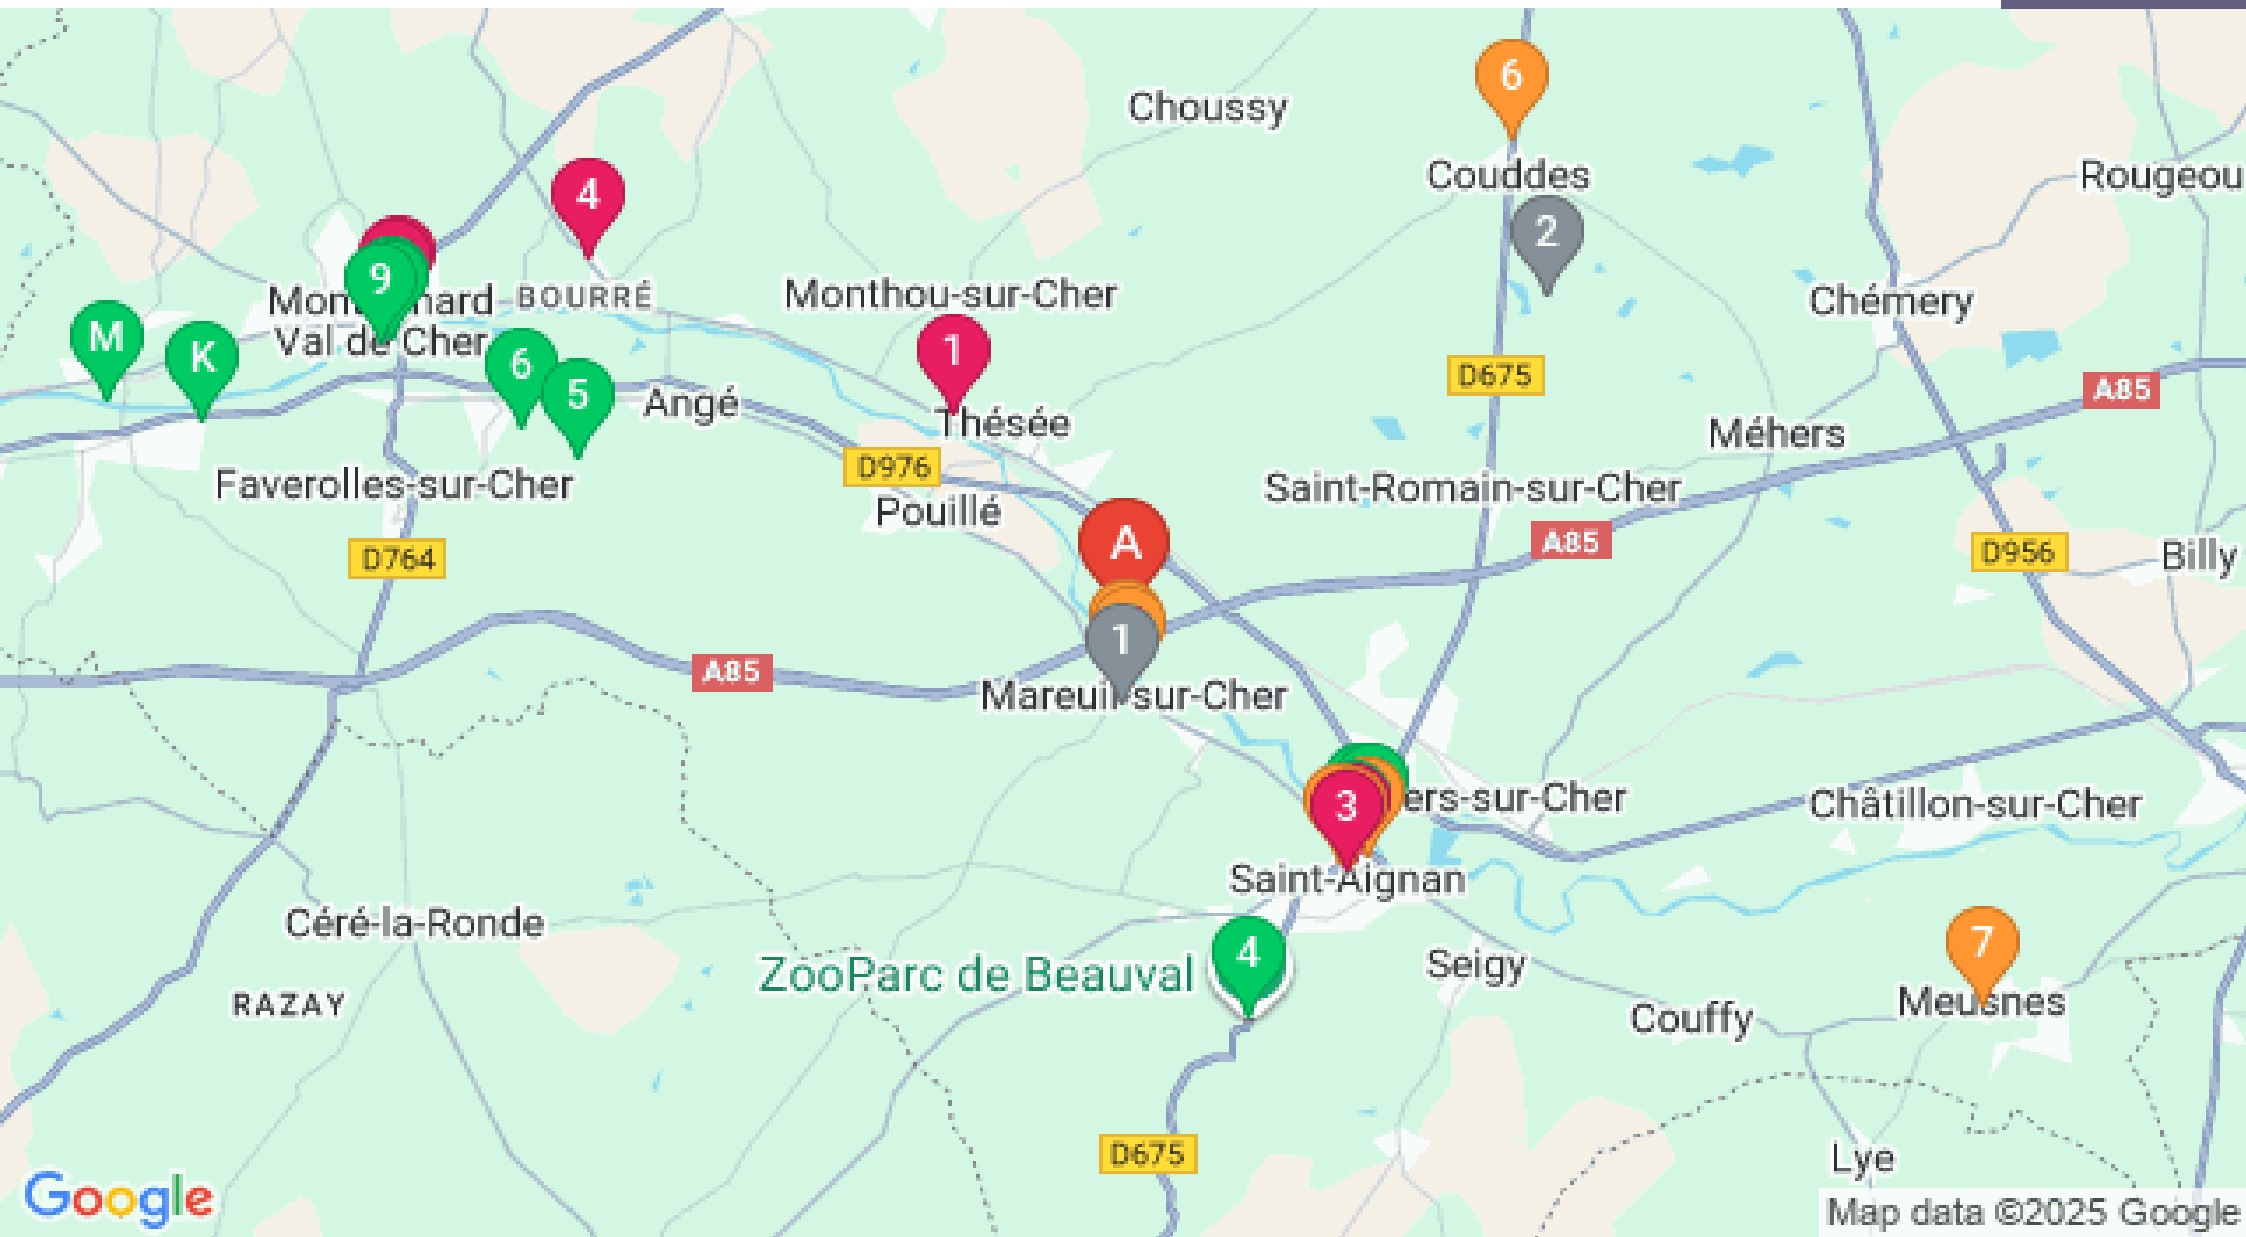 6
Choussy
Couddes
Rougeou
4
2
9
Monthou-sur-Cher
BOURRÉ
Chémery
M
K
Val de Cher
6
1
5
D675
A85
Angé
Thésée
Méhers
D976
Faverolles-sur-Cher
Saint-Romain-sur-Cher
Pouillé
A
A85
D764
D956
Billy
1
A85
Mareuil-sur-Cher
3
ers-sur-Cher
Châtillon-sur-Cher
Saint-Aignan
Céré-la-Ronde
4
ZooParc de Beauval
Seigy
7
RAZAY
Meusnes
Couffy
D675
Lye
Google
Map data ©2025 Google